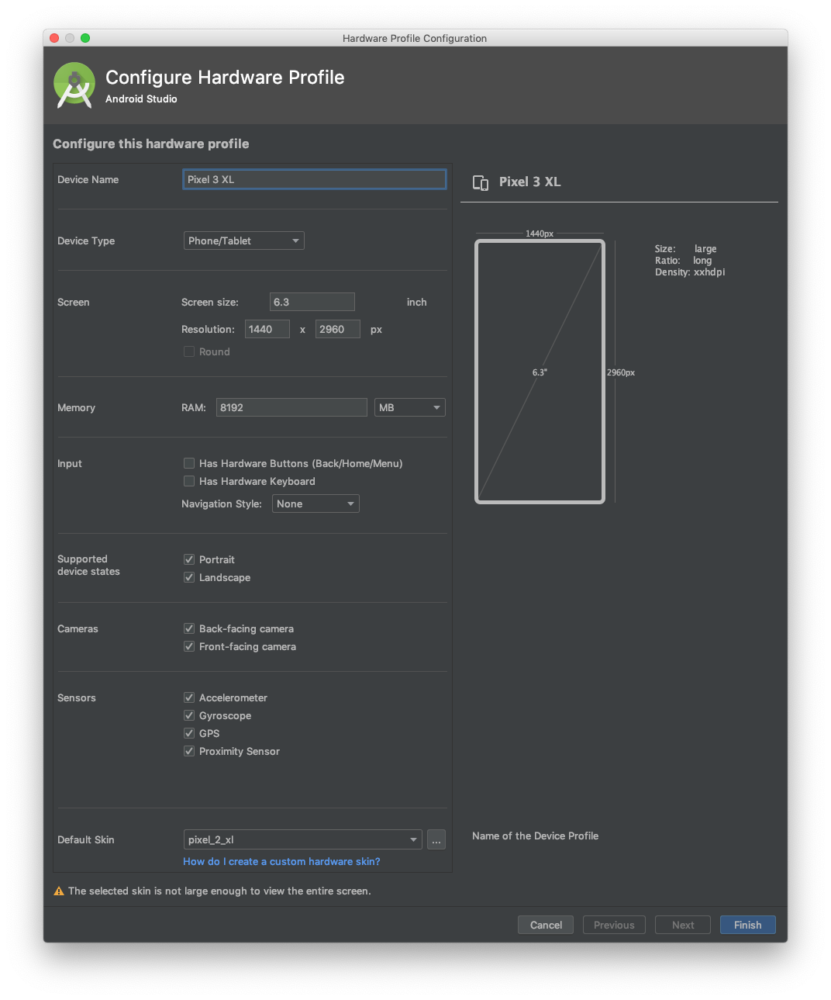 Hardware Profile Configuration
Configure Hardware Profile
Android Studio
Configure this hardware profile
Device Name
Pixel 3 XL
Device Type
Phone/Tablet
Screen
Screen size: 6.3 inch
Resolution: 1440 x 2960 px
Round
Memory
RAM: 8192 MB
Input
Has Hardware Buttons (Back/Home/Menu)
Has Hardware Keyboard
Navigation Style: None
Supported
device states
Portrait
Landscape
Cameras
Back-facing camera
Front-facing camera
Sensors
Accelerometer
Gyroscope
GPS
Proximity Sensor
Default Skin
pixel_2_xl
...
How do I create a custom hardware skin?
Pixel 3 XL
1440px
6.3"
2960px
Size: large
Ratio: long
Density: xxhdpi
Name of the Device Profile
The selected skin is not large enough to view the entire screen.
Cancel
Previous
Next
Finish